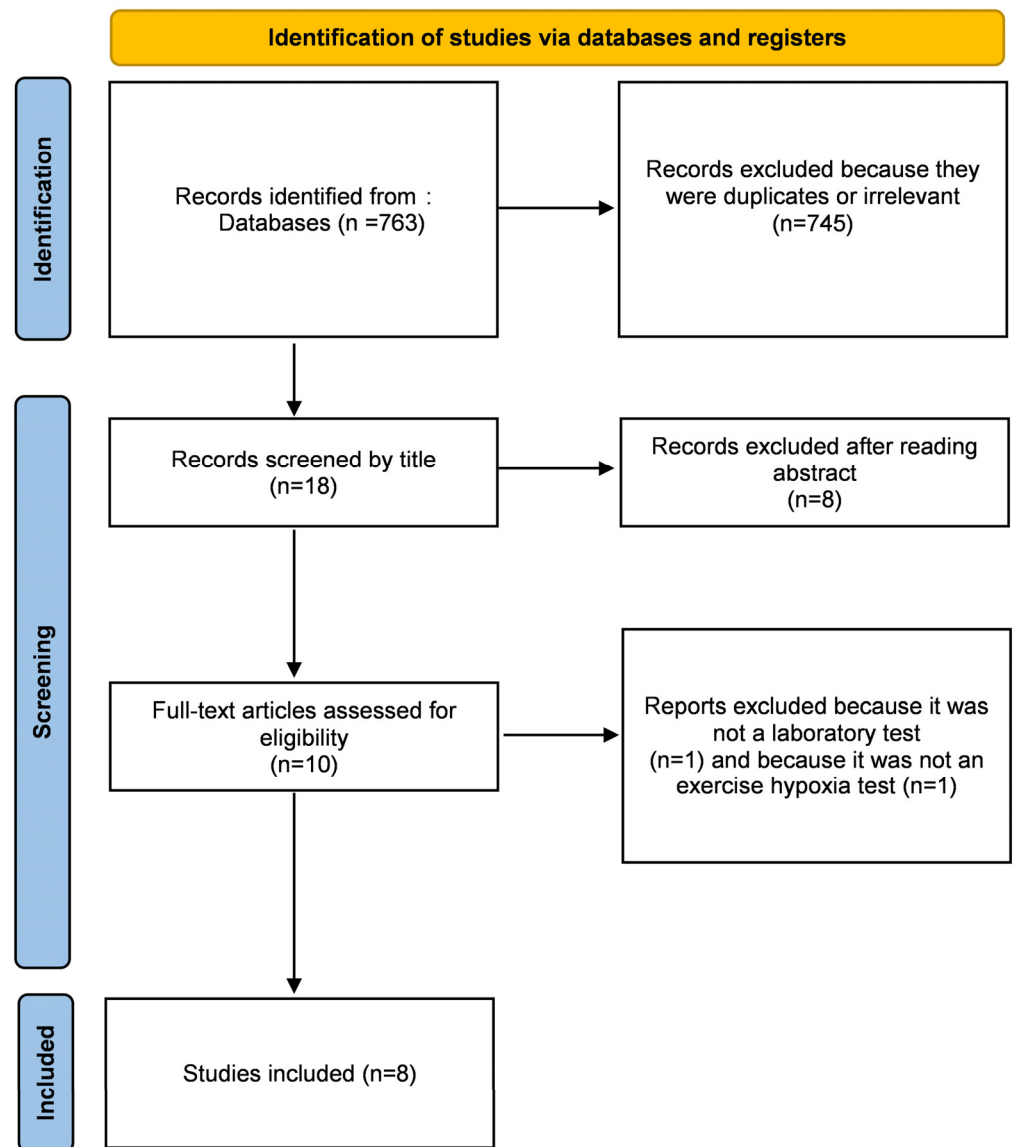 Identification of studies via databases and registers
Identification
Records identified from :
Databases (n =763)
Records excluded because they
were duplicates or irrelevant
(n=745)
Screening
Records screened by title
(n=18)
Records excluded after reading
abstract
(n=8)
Full-text articles assessed for
eligibility
(n=10)
Reports excluded because it was
not a laboratory test
(n=1) and because it was not an
exercise hypoxia test (n=1)
Included
Studies included (n=8)